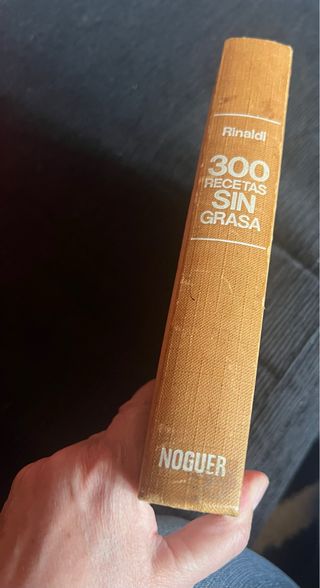 Rinaldi
300
RECETAS
SIN
GRASA
NOGUER